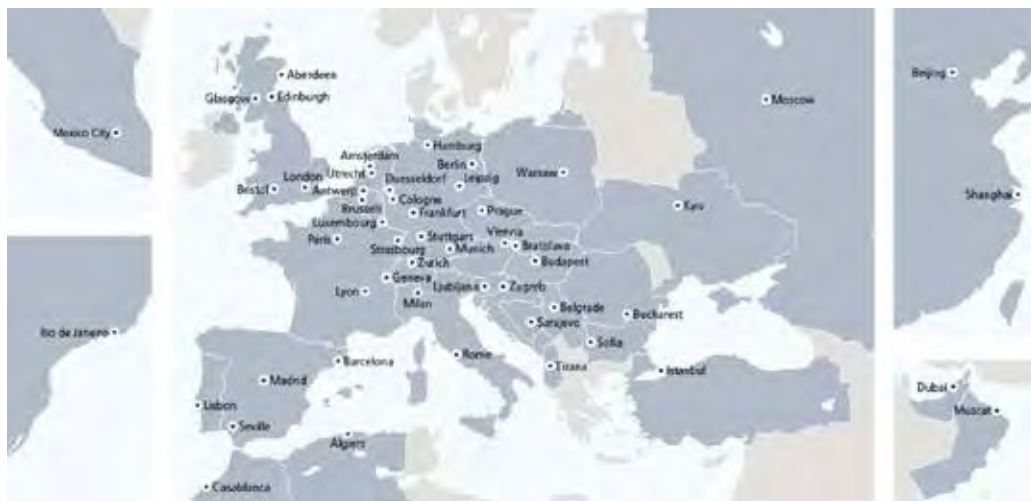 Mexico City
Rio de Janeiro
Aberdeen
Glasgow
Edinburgh
Hamburg
Amsterdam
Berlin
Utrecht
Duesseldorf
Leipzig
Warsaw
London
Bristol
Antwerp
Cologne
Brussels
Frankfurt
Prague
Luxembourg
Kyiv
Paris
Stuttgart
Vienna
Strasbourg
Munich
Bratislava
Zurich
Budapest
Geneva
Lyon
Ljubljana
Zagreb
Milan
Belgrade
Bucharest
Sarajevo
Sofia
Rome
Barcelona
Tirana
Istanbul
Madrid
Lisbon
Seville
Algiers
Casablanca
Moscow
Beijing
Shanghai
Dubai
Muscat